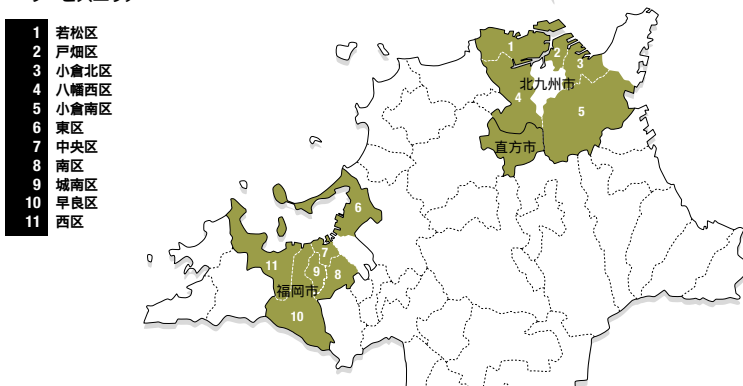 1 若松区
2 戸畑区
3 小倉北区
4 八幡西区
5 小倉南区
6 東区
7 中央区
8 南区
9 城南区
10 早良区
11 西区
1
2
3
北九州市
4
5
直方市
6
7
11
9
8
福岡市
10